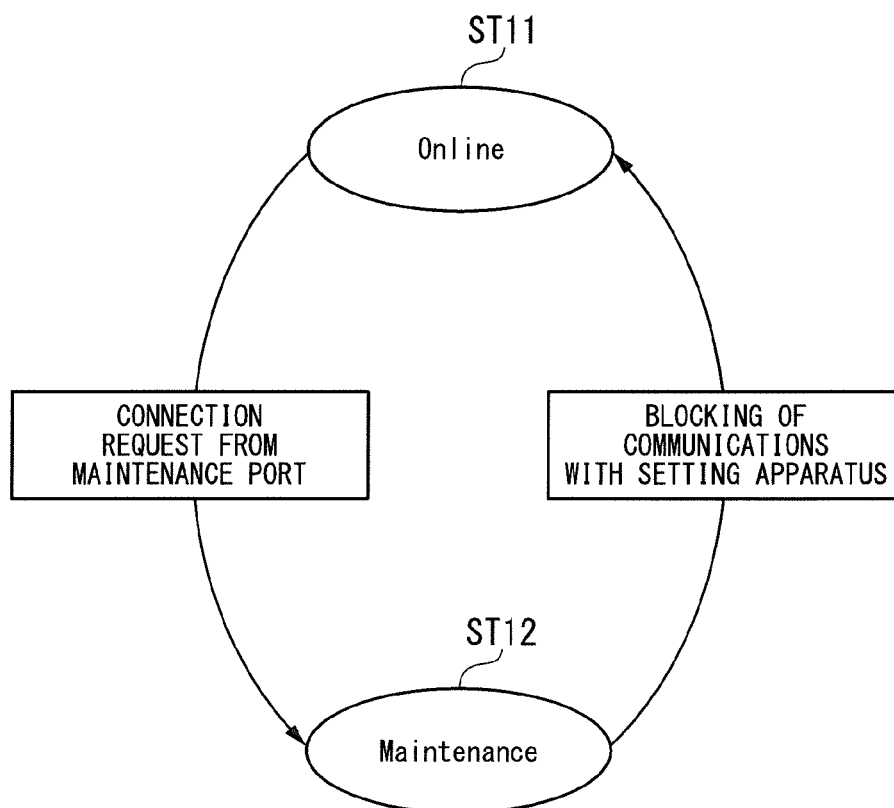 ST11
Online
CONNECTION
REQUEST FROM
MAINTENANCE PORT
BLOCKING OF
COMMUNICATIONS
WITH SETTING APPARATUS
ST12
Maintenance